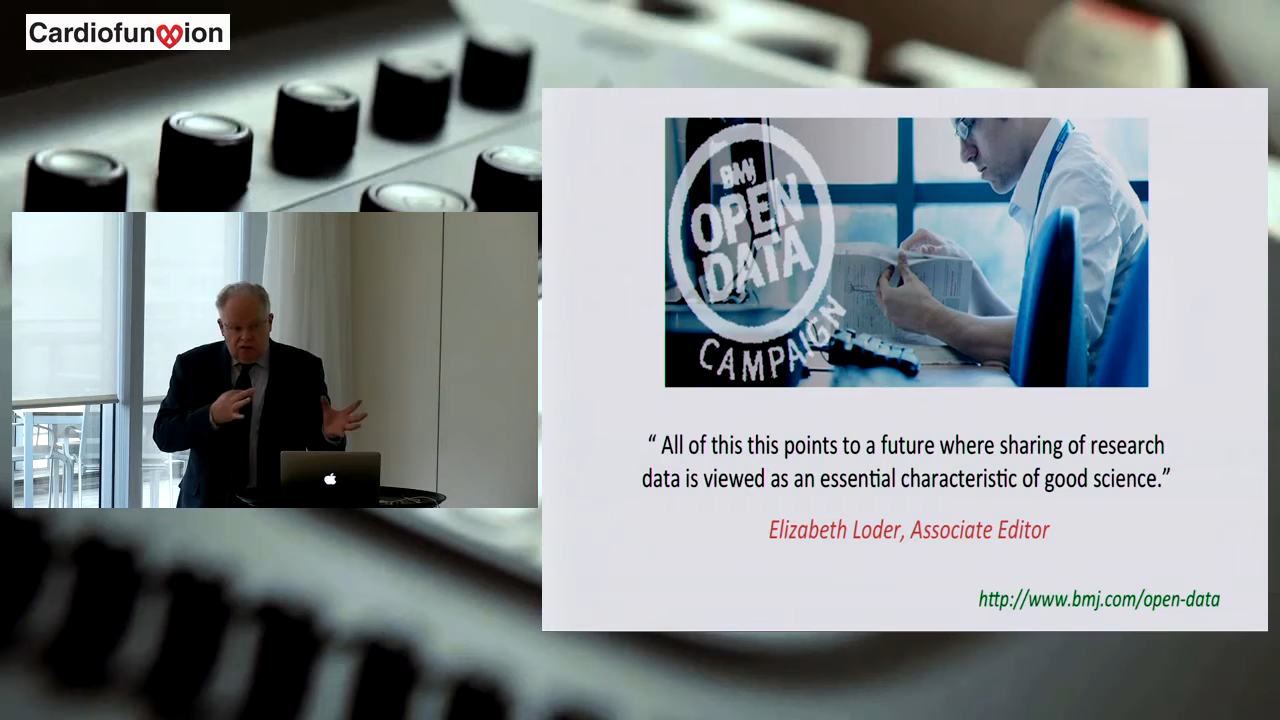 Cardiofunion
BMJ
OPEN
DATA
CAMPAIGN
“ All of this this points to a future where sharing of research
data is viewed as an essential characteristic of good science.”
Elizabeth Loder, Associate Editor
http://www.bmj.com/open-data